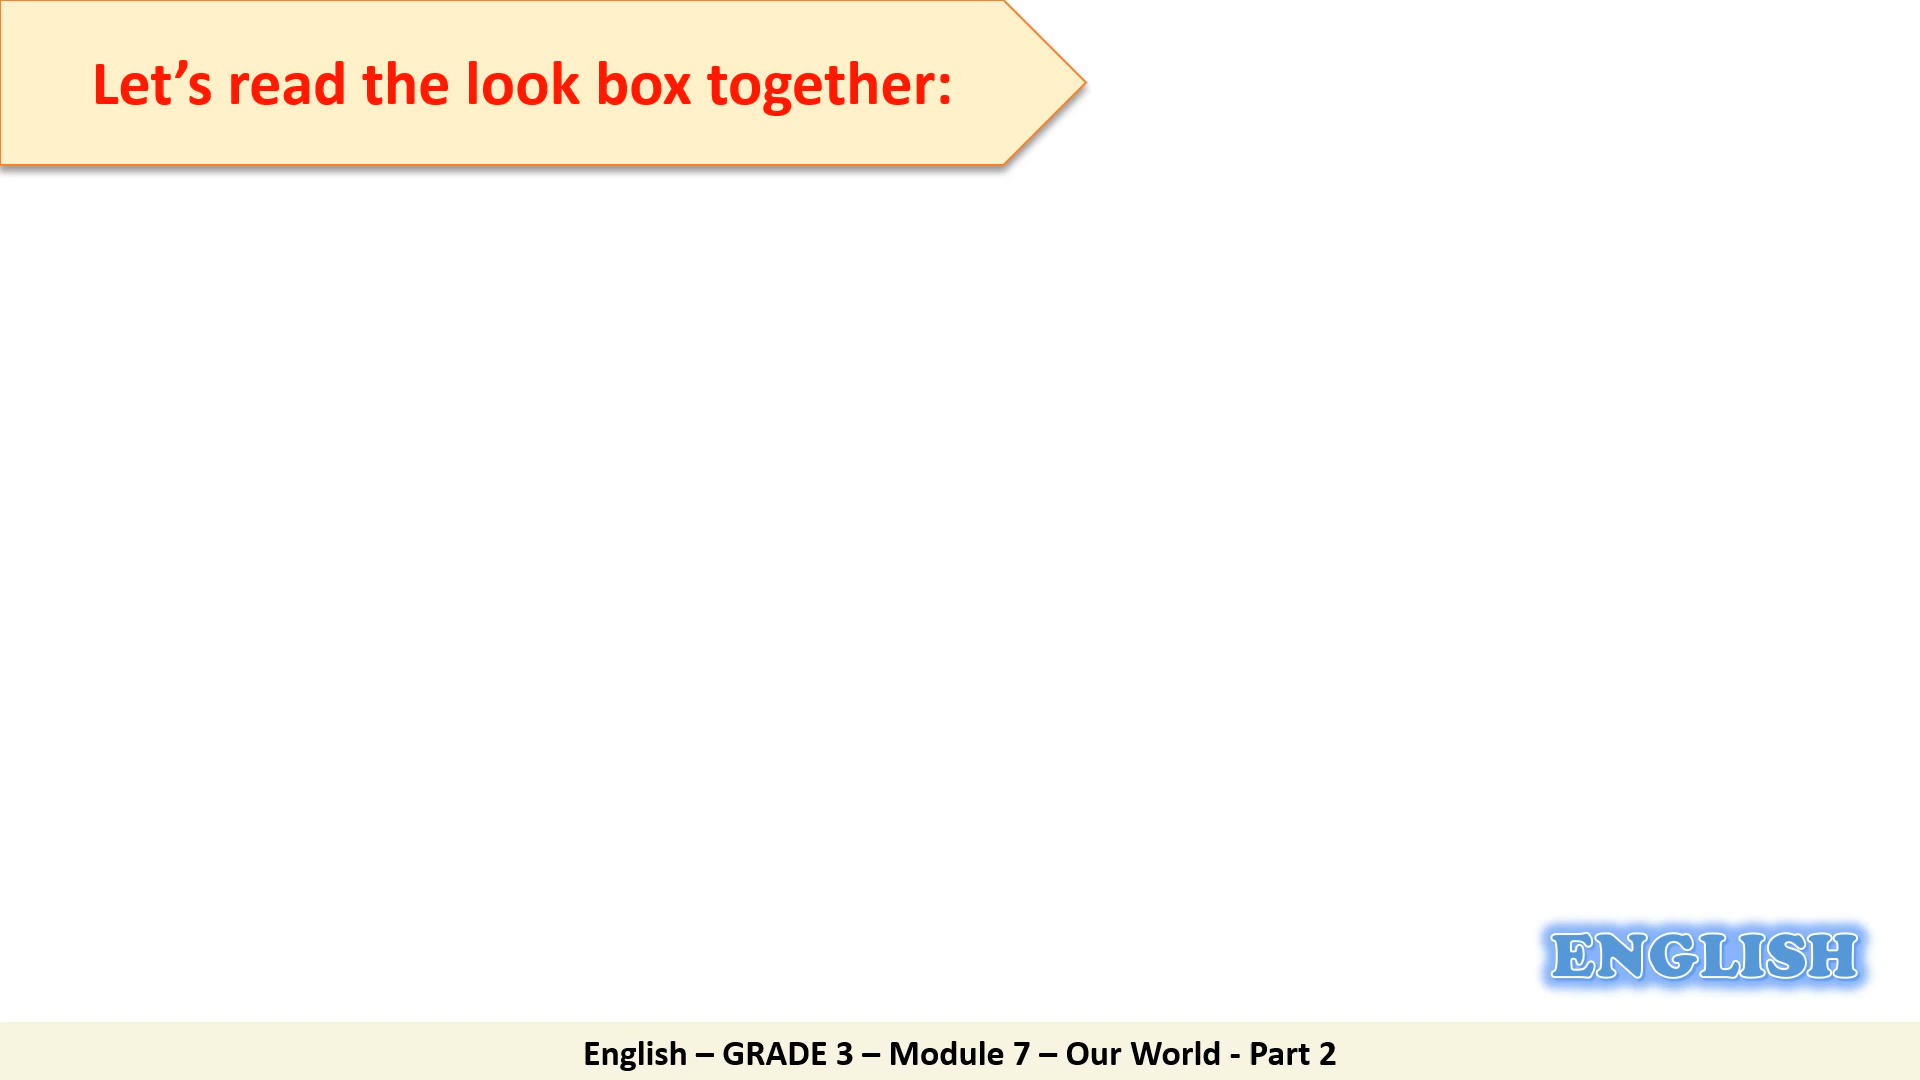 Let’s read the look box together:
ENGLISH
English – GRADE 3 – Module 7 – Our World - Part 2